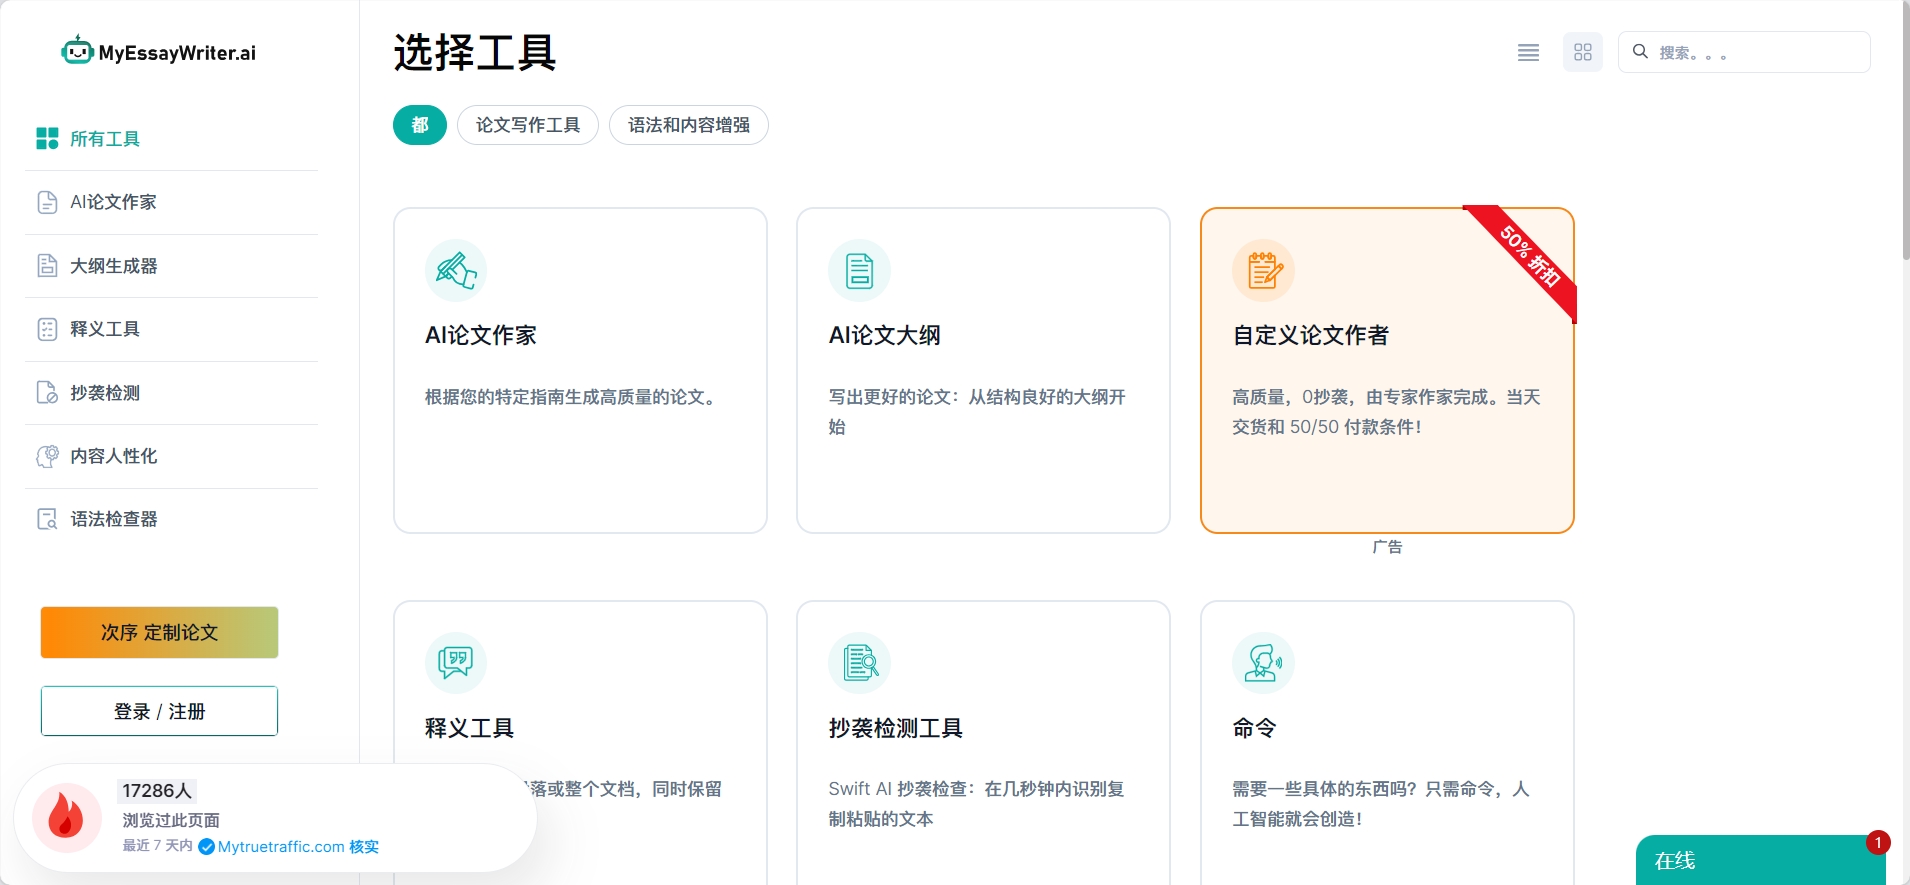 MyEssayWriter.ai
所有工具
AI论文作家
大纲生成器
释义工具
抄袭检测
内容人性化
语法检查器
次序 定制论文
登录 / 注册
17286人
浏览过此页面
最近 7 天内 Mytruetraffic.com 核实
选择工具
搜索。。。
都
论文写作工具
语法和内容增强
AI论文作家
根据您的特定指南生成高质量的论文。
AI论文大纲
写出更好的论文：从结构良好的大纲开
始
50% 折扣
自定义论文作者
高质量，0抄袭，由专家作家完成。当天
交货和 50/50 付款条件！
广告
释义工具
落或整个文档，同时保留
抄袭检测工具
Swift AI 抄袭检查：在几秒钟内识别复
制粘贴的文本
命令
需要一些具体的东西吗？只需命令，人
工智能就会创造！
在线
1